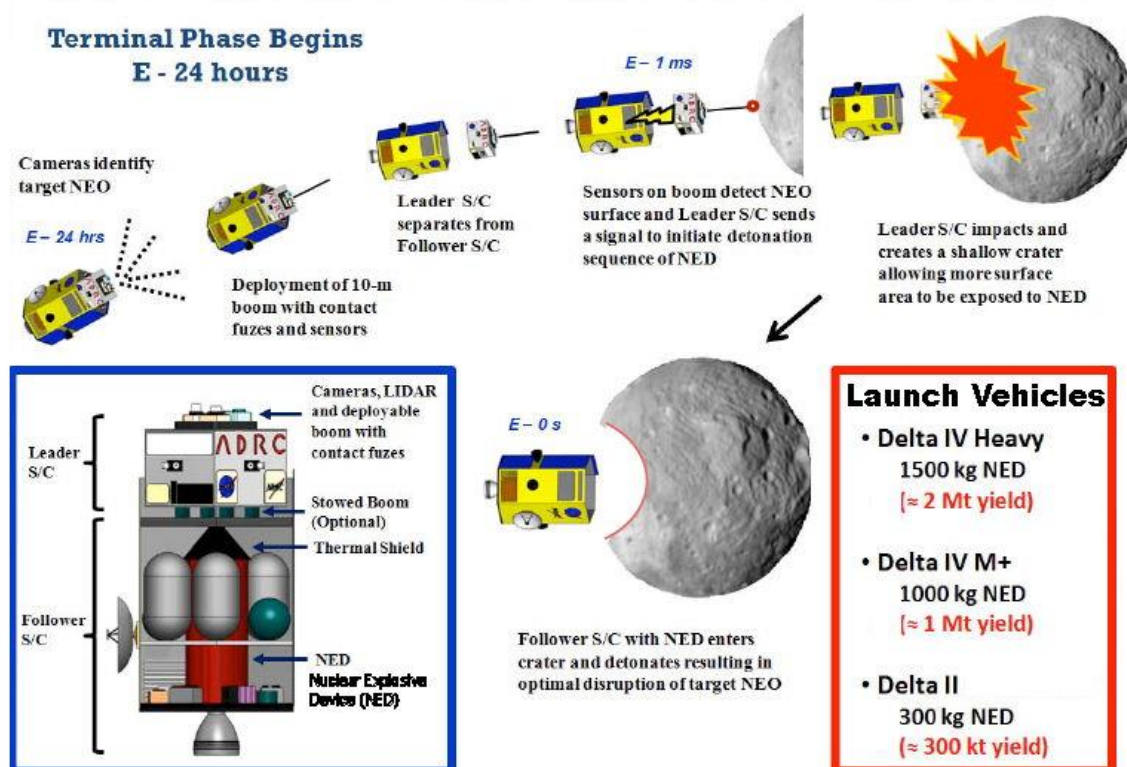 Terminal Phase Begins
E - 24 hours
Cameras identify
target NEO
E – 24 hrs
Deployment of 10-m
boom with contact
fuzes and sensors
Leader S/C
separates from
Follower S/C
E – 1 ms
Sensors on boom detect NEO
surface and Leader S/C sends
a signal to initiate detonation
sequence of NED
Leader S/C impacts and
creates a shallow crater
allowing more surface
area to be exposed to NED
Leader
S/C
Follower
S/C
ADRC
Cameras, LIDAR
and deployable
boom with
contact fuzes
Stowed Boom
(Optional)
Thermal Shield
NED
Nuclear Explosive
Device (NED)
E – 0 s
Follower S/C with NED enters
crater and detonates resulting in
optimal disruption of target NEO
Launch Vehicles
• Delta IV Heavy
1500 kg NED
(≈ 2 Mt yield)
• Delta IV M+
1000 kg NED
(≈ 1 Mt yield)
• Delta II
300 kg NED
(≈ 300 kt yield)